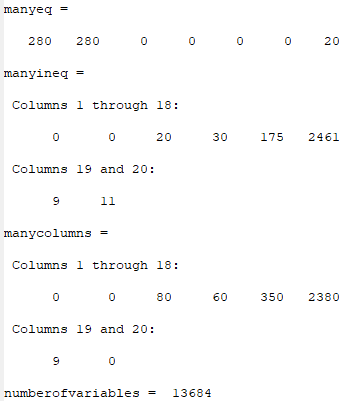 manyeq =
280 280 0 0 0 0 20
manyineq =
Columns 1 through 18:
0 0 20 30 175 2461
Columns 19 and 20:
9 11
manycolumns =
Columns 1 through 18:
0 0 80 60 350 2380
Columns 19 and 20:
9 0
numberofvariables = 13684